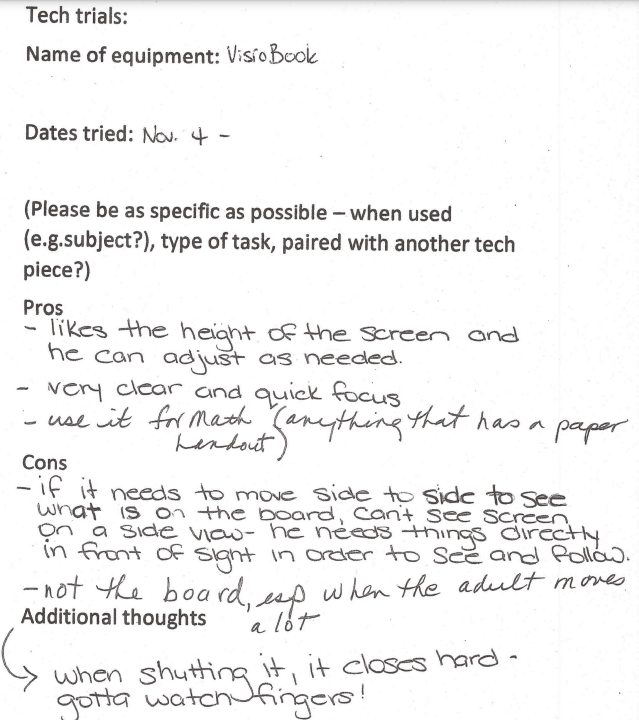 Tech trials:
Name of equipment: VisioBook
Dates tried: Nov. 4 -
(Please be as specific as possible – when used
(e.g.subject?), type of task, paired with another tech
piece?)
Pros
- likes the height of the screen and
he can adjust as needed.
- very clear and quick focus
- use it for Math (anything that has a paper
handout)
Cons
- if it needs to move side to side to see
what is on the board, can't see screen
on a side view- he needs things directly
in front of sight in order to see and follow.
- not the board, esp when the adult moves
a lot
Additional thoughts
when shutting it, it closes hard -
gotta watch fingers!